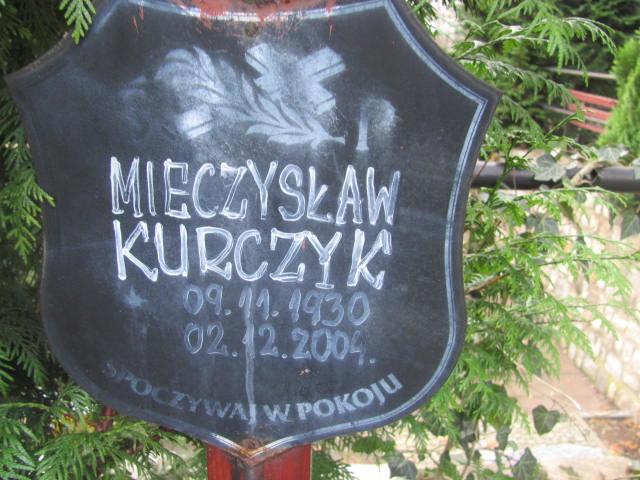 MIECZYSŁAW
KURCZYK
09.11.1930
02.12.2004.
SPOCZYWAJ W POKOJU